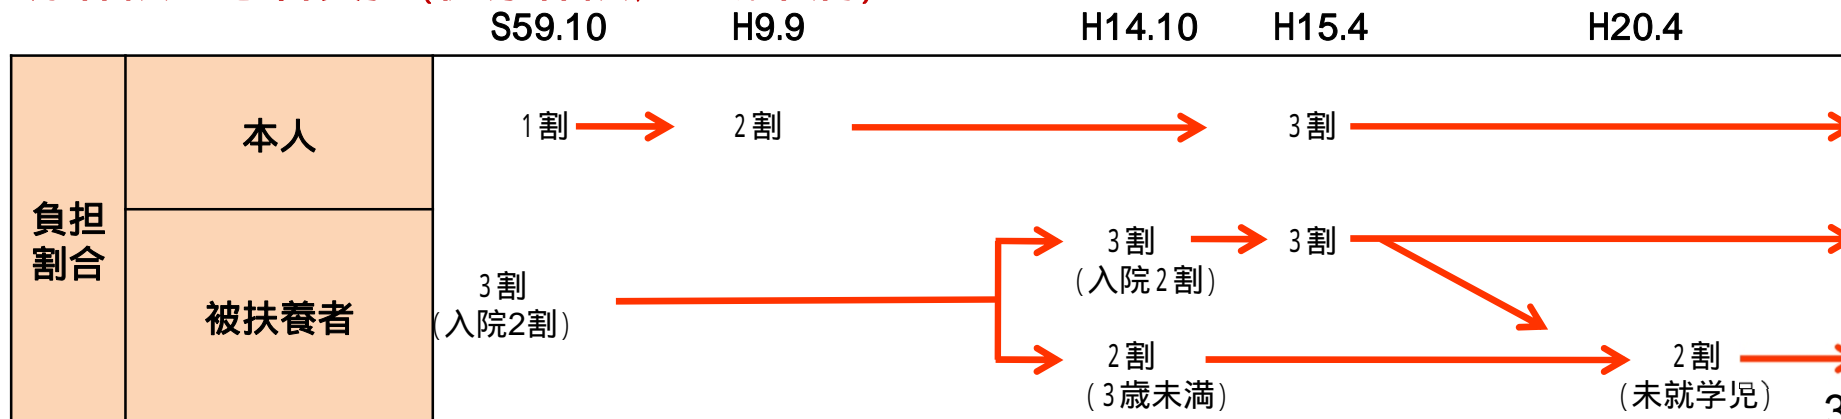 S59.10 H9.9 H14.10 H15.4 H20.4
負担
割合
本人
1割 2割 3割
被扶養者
3割
(入院2割)
3割 3割
(入院2割)
2割 2割
(3歳未満) (未就学児)